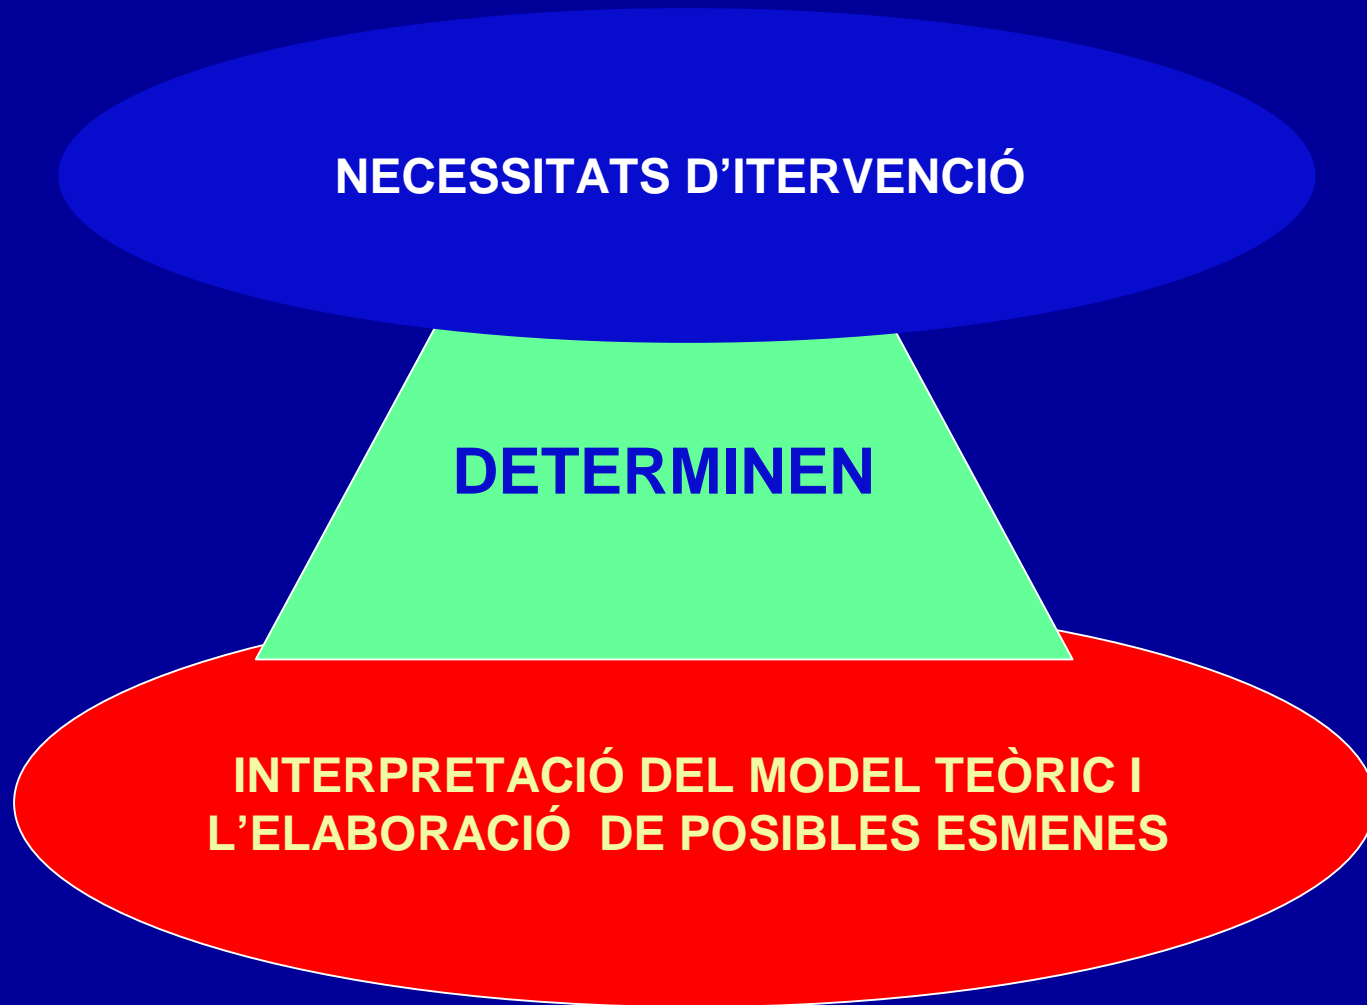 NECESSITATS D’ITERVENCIÓ
DETERMINEN
INTERPRETACIÓ DEL MODEL TEÒRIC I
L’ELABORACIÓ DE POSIBLES ESMENES